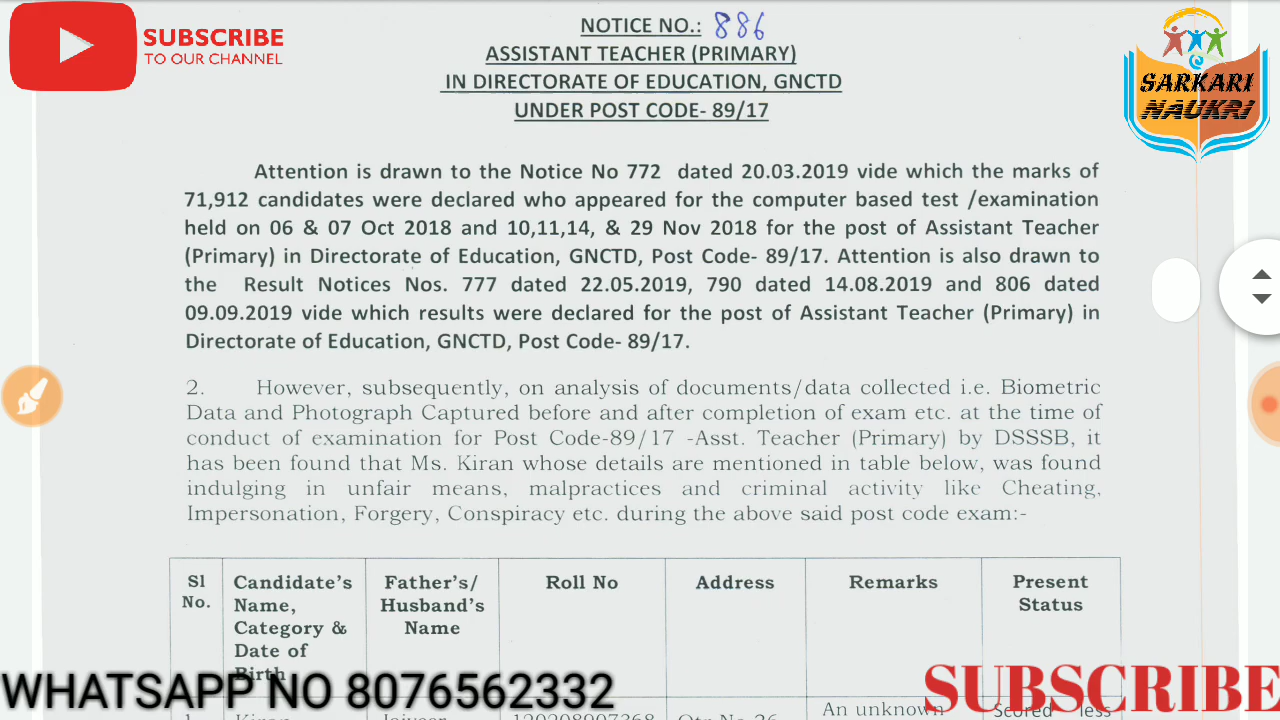 SUBSCRIBE
TO OUR CHANNEL
SARKARI
NAUKRI
NOTICE NO.: 886
ASSISTANT TEACHER (PRIMARY)
IN DIRECTORATE OF EDUCATION, GNCTD
UNDER POST CODE- 89/17
Attention is drawn to the Notice No 772 dated 20.03.2019 vide which the marks of
71,912 candidates were declared who appeared for the computer based test /examination
held on 06 & 07 Oct 2018 and 10,11,14, & 29 Nov 2018 for the post of Assistant Teacher
(Primary) in Directorate of Education, GNCTD, Post Code- 89/17. Attention is also drawn to
the Result Notices Nos. 777 dated 22.05.2019, 790 dated 14.08.2019 and 806 dated
09.09.2019 vide which results were declared for the post of Assistant Teacher (Primary) in
Directorate of Education, GNCTD, Post Code- 89/17.
2. However, subsequently, on analysis of documents/data collected i.e. Biometric
Data and Photograph Captured before and after completion of exam etc. at the time of
conduct of examination for Post Code-89/17 -Asst. Teacher (Primary) by DSSSB, it
has been found that Ms. Kiran whose details are mentioned in table below, was found
indulging in unfair means, malpractices and criminal activity like Cheating,
Impersonation, Forgery, Conspiracy etc. during the above said post code exam:-
Sl No.
Candidate's Name, Category & Date of Birth
Father's/ Husband's Name
Roll No
Address
Remarks
Present Status
An unknown
Scored less
WHATSAPP NO 8076562332
SUBSCRIBE